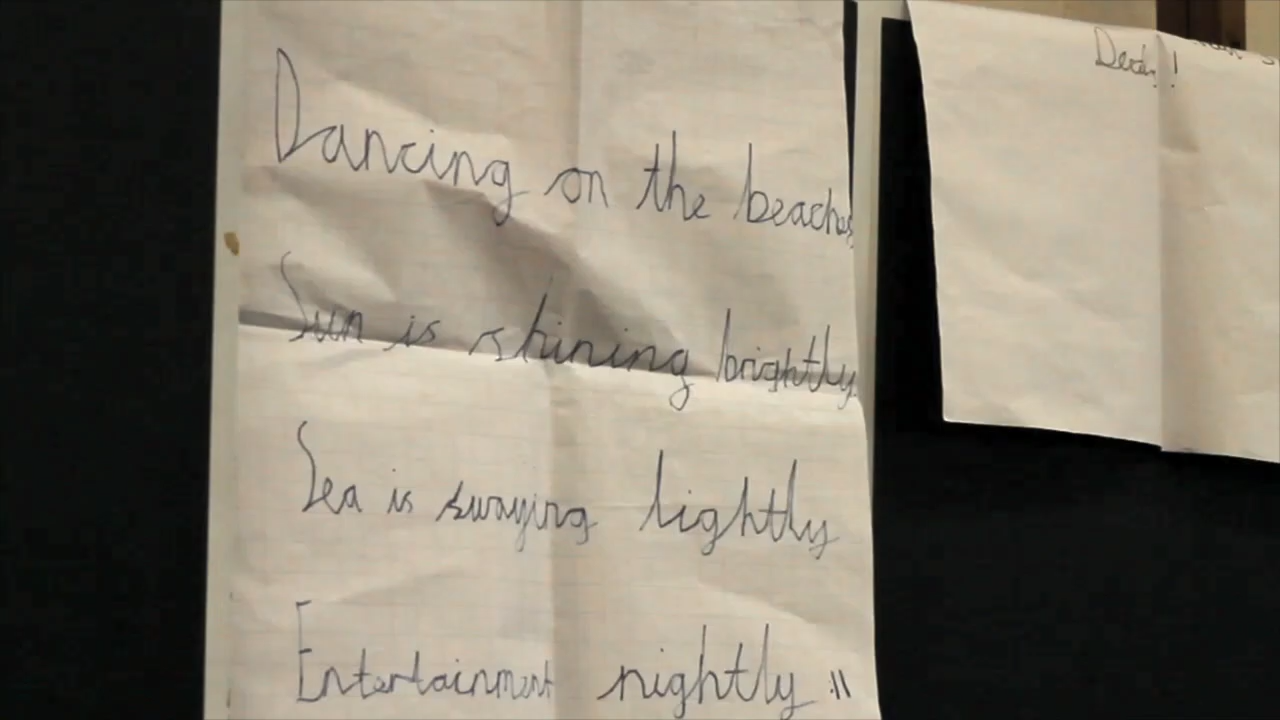 Dancing on the beaches
Sun is shining brightly.
Sea is swaying lightly
Entertainment nightly